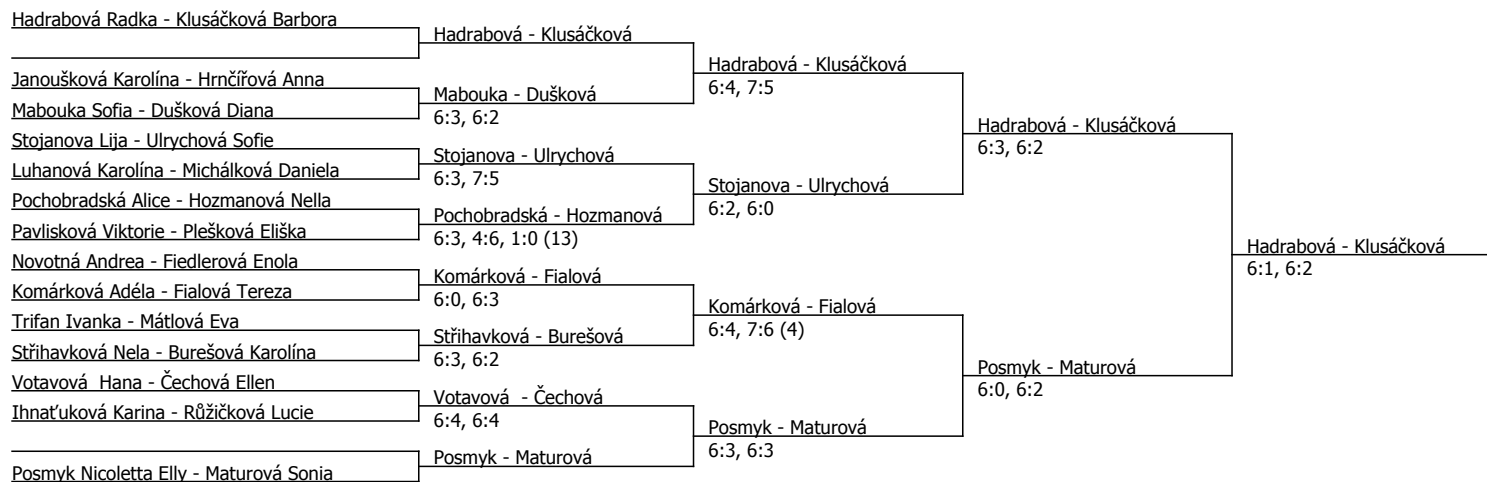 Hadrabová Radka - Klusáčková Barbora
Janoušková Karolína - Hrnčířová Anna
Mabouka Sofia - Dušková Diana
Stojanova Lija - Ulrychová Sofie
Luhanová Karolína - Michálková Daniela
Pochobradská Alice - Hozmanová Nella
Pavlisková Viktorie - Plešková Eliška
Novotná Andrea - Fiedlerová Enola
Komárková Adéla - Fialová Tereza
Trifan Ivanka - Mátlová Eva
Střihavková Nela - Burešová Karolína
Votavová  Hana - Čechová Ellen
Ihnaťuková Karina - Růžičková Lucie
Posmyk Nicoletta Elly - Maturová Sonia
Hadrabová - Klusáčková
Mabouka - Dušková
6:3, 6:2
Stojanova - Ulrychová
6:3, 7:5
Pochobradská - Hozmanová
6:3, 4:6, 1:0 (13)
Komárková - Fialová
6:0, 6:3
Střihavková - Burešová
6:3, 6:2
Votavová  - Čechová
6:4, 6:4
Posmyk - Maturová
Hadrabová - Klusáčková
6:4, 7:5
Stojanova - Ulrychová
6:2, 6:0
Komárková - Fialová
6:4, 7:6 (4)
Posmyk - Maturová
6:3, 6:3
Hadrabová - Klusáčková
6:3, 6:2
Posmyk - Maturová
6:0, 6:2
Hadrabová - Klusáčková
6:1, 6:2